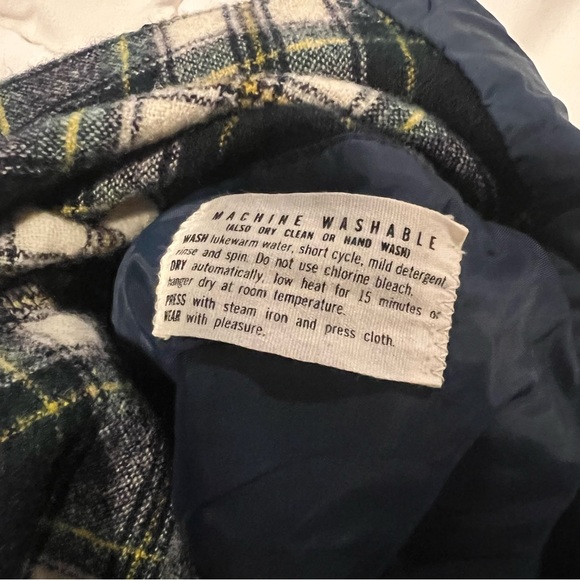 MACHINE WASHABLE
(ALSO DRY CLEAN OR HAND WASH)
WASH lukewarm water, short cycle, mild detergent,
rinse and spin. Do not use chlorine bleach.
DRY automatically, low heat for 15 minutes or
hanger dry at room temperature.
PRESS with steam iron and press cloth.
WEAR with pleasure.